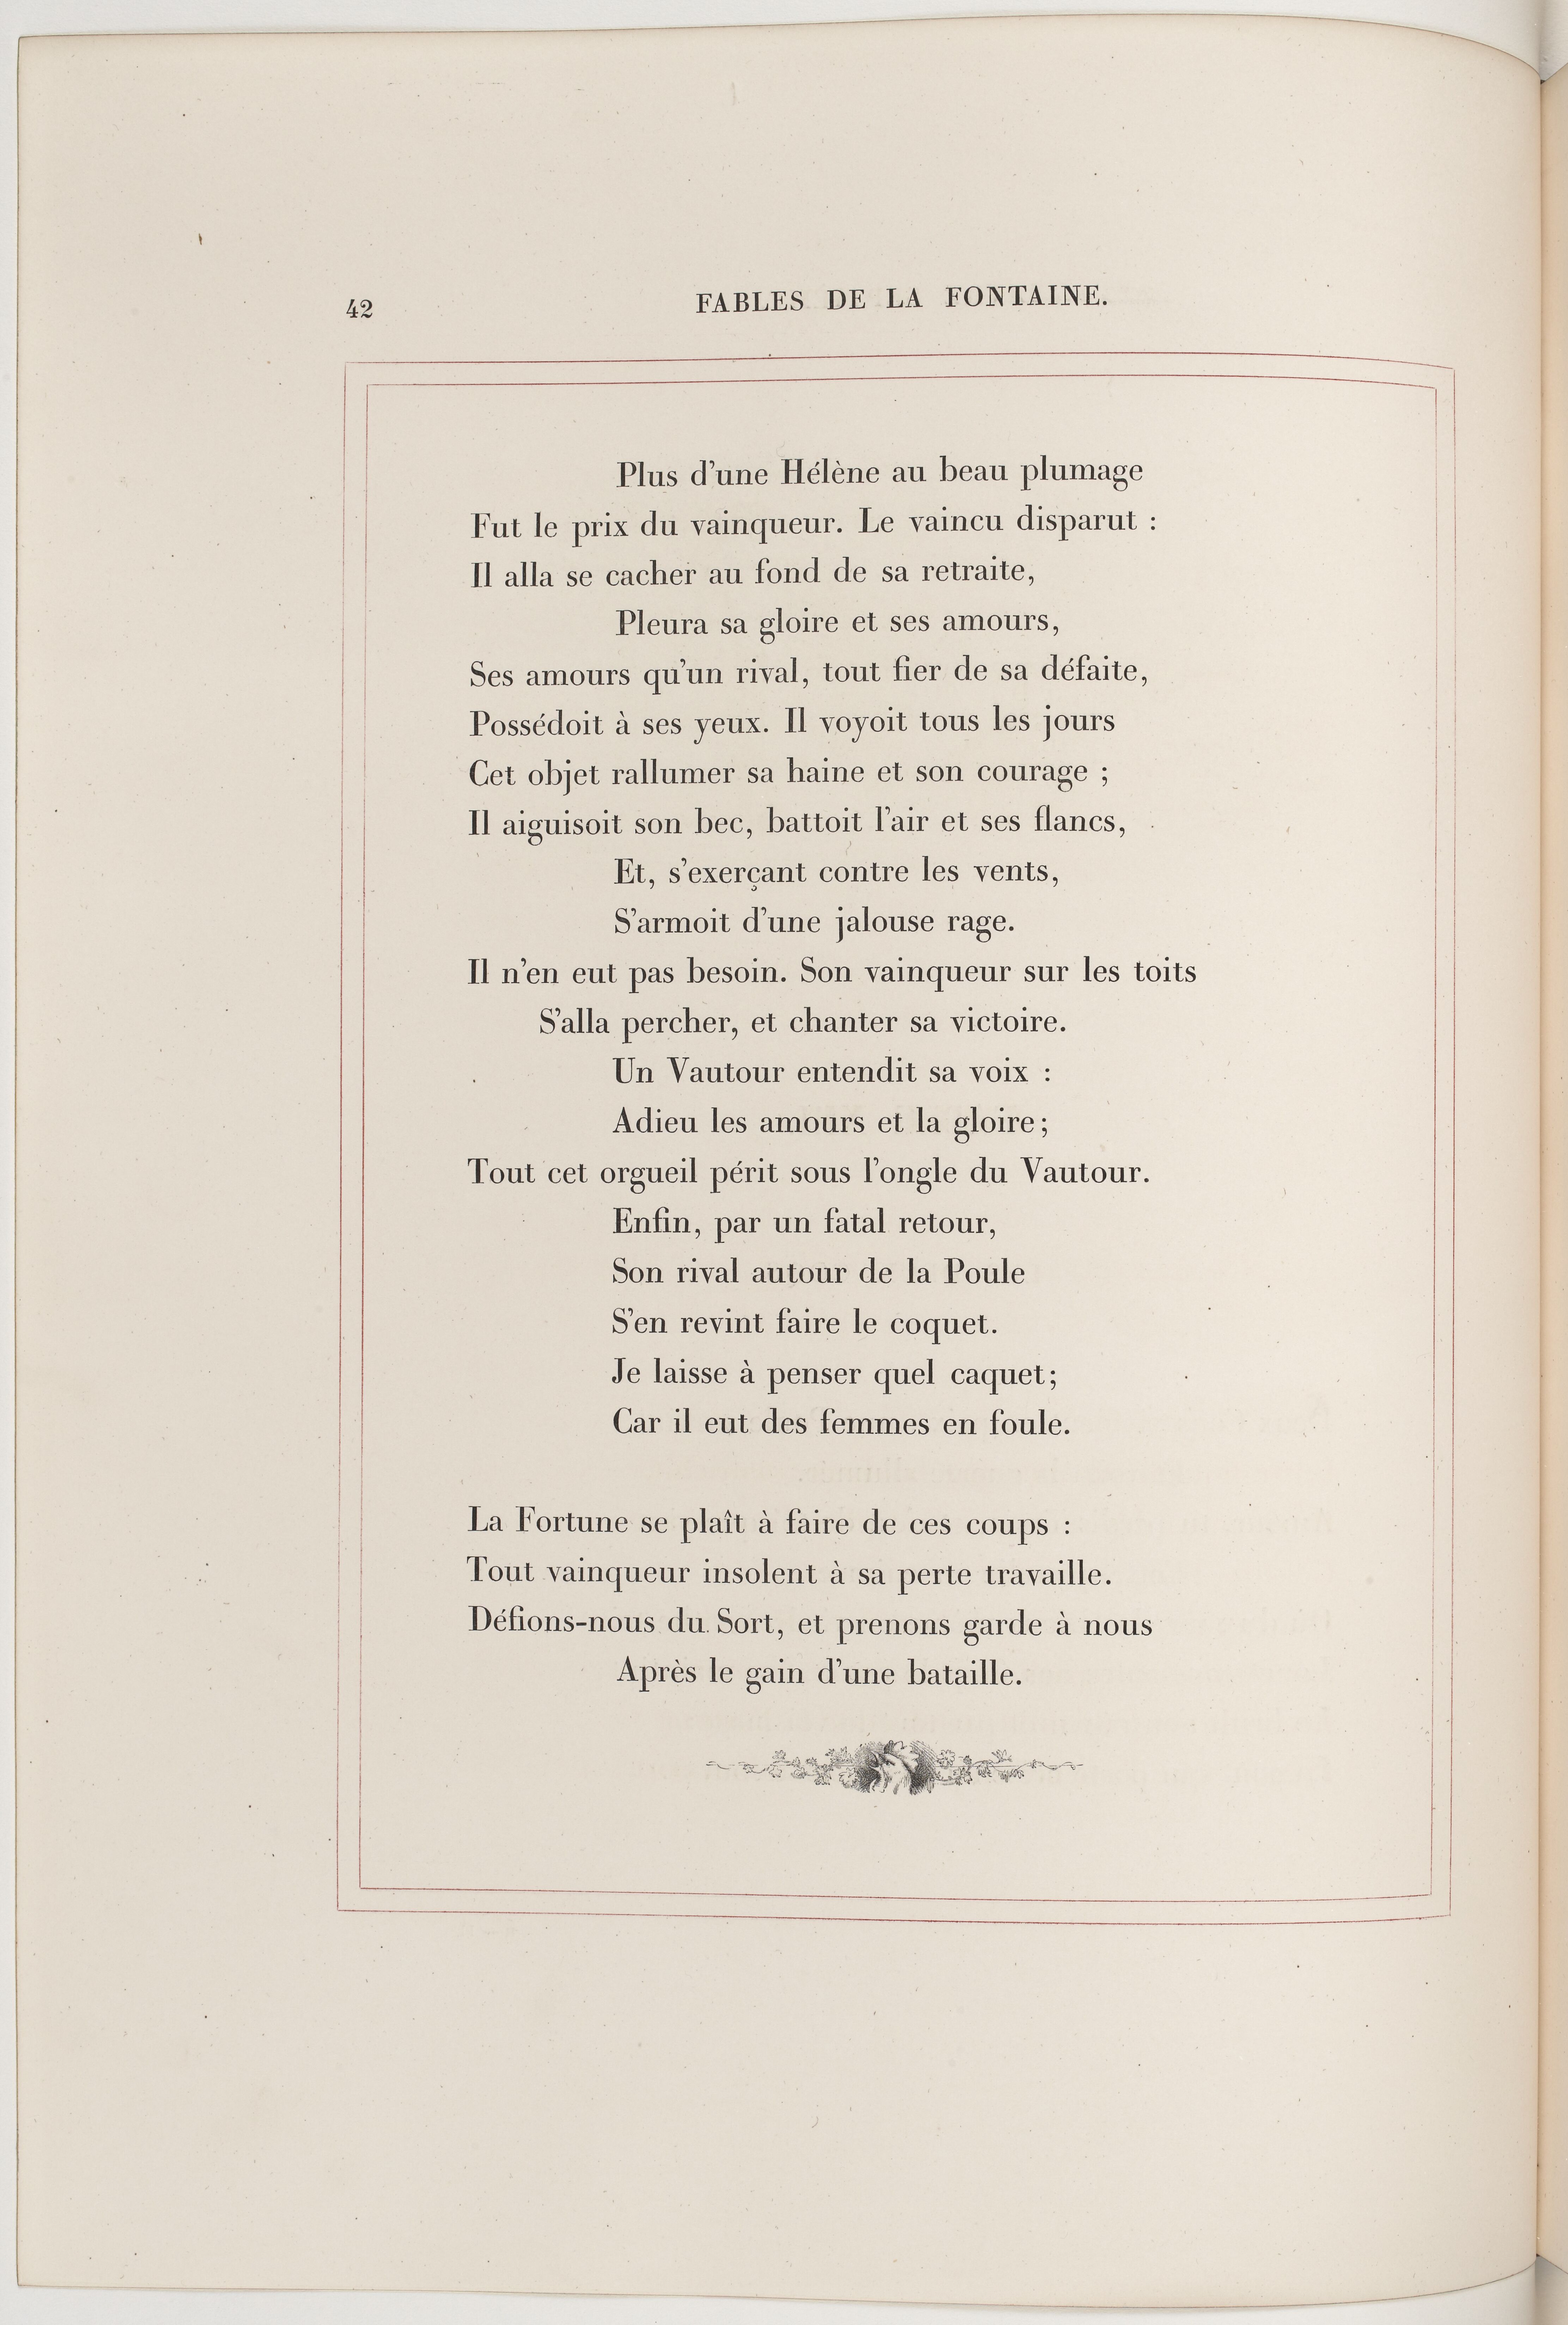 42
FABLES DE LA FONTAINE.
Plus d'une Hélène au beau plumage
Fut le prix du vainqueur. Le vaincu disparut :
Il alla se cacher au fond de sa retraite,
Pleura sa gloire et ses amours,
Ses amours qu'un rival, tout fier de sa défaite,
Possédoit à ses yeux. Il voyoit tous les jours
Cet objet rallumer sa haine et son courage ;
Il aiguisoit son bec, battoit l'air et ses flancs,
Et, s'exerçant contre les vents,
S'armoit d'une jalouse rage.
Il n'en eut pas besoin. Son vainqueur sur les toits
S'alla percher, et chanter sa victoire.
Un Vautour entendit sa voix :
Adieu les amours et la gloire;
Tout cet orgueil périt sous l'ongle du Vautour.
Enfin, par un fatal retour,
Son rival autour de la Poule
S'en revint faire le coquet.
Je laisse à penser quel caquet;
Car il eut des femmes en foule.
La Fortune se plaît à faire de ces coups :
Tout vainqueur insolent à sa perte travaille.
Défions-nous du Sort, et prenons garde à nous
Après le gain d'une bataille.